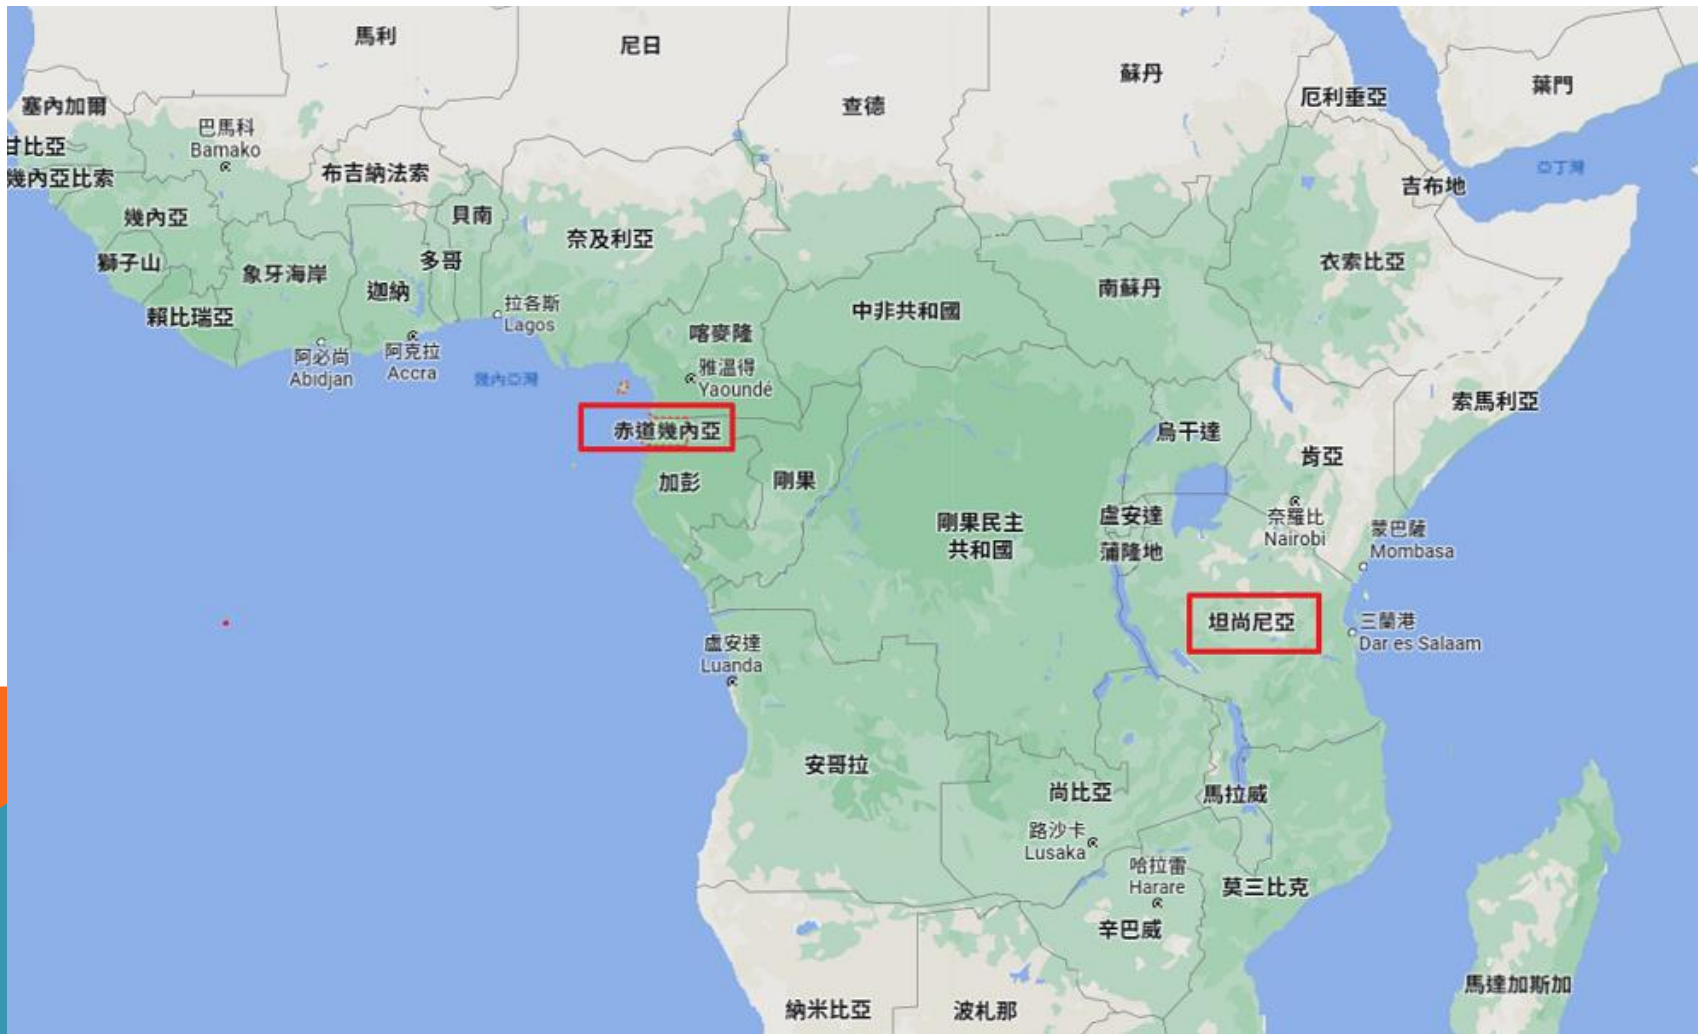 馬利
尼日
蘇丹
葉門
塞內加爾
查德
厄利垂亞
巴馬科
Bamako
甘比亞
布吉納法索
亞丁灣
幾內亞比索
吉布地
幾內亞
貝南
奈及利亞
獅子山
象牙海岸
多哥
衣索比亞
迦納
南蘇丹
賴比瑞亞
拉各斯
Lagos
中非共和國
喀麥隆
阿必尚
Abidjan
阿克拉
Accra
幾內亞灣
雅溫得
Yaoundé
索馬利亞
赤道幾內亞
烏干達
肯亞
加彭
剛果
剛果民主
共和國
盧安達
奈羅比
Nairobi
蒙巴薩
Mombasa
蒲隆地
坦尚尼亞
三蘭港
Dar es Salaam
盧安達
Luanda
安哥拉
尚比亞
馬拉威
路沙卡
Lusaka
哈拉雷
Harare
莫三比克
辛巴威
馬達加斯加
納米比亞
波札那